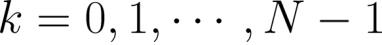 k = 0, 1, ⋯ , N − 1